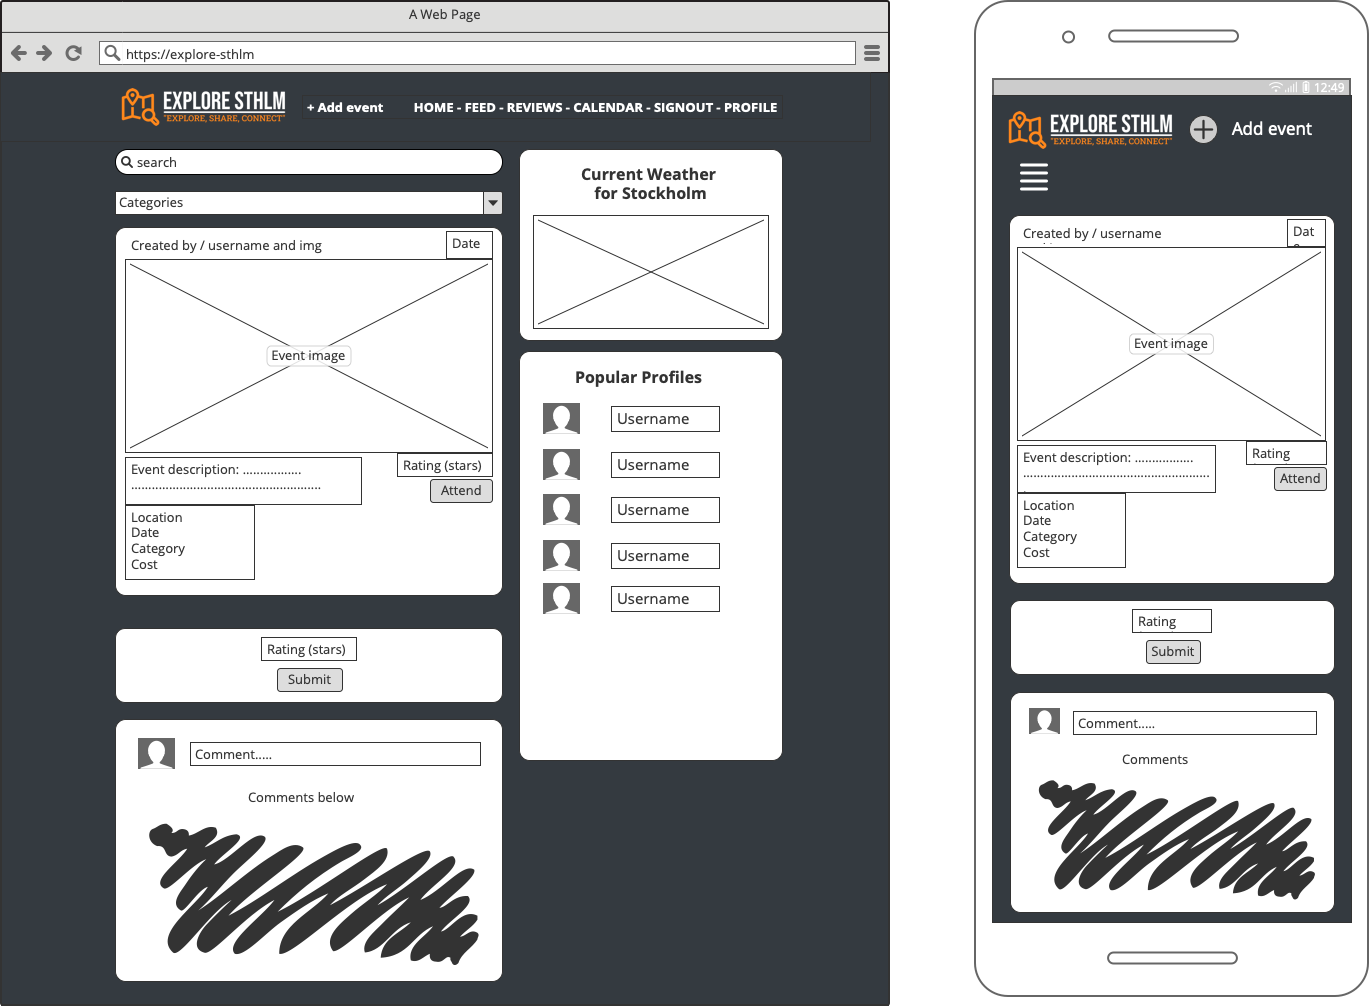 A Web Page
https://explore-sthlm
EXPLORE STHLM
"EXPLORE, SHARE, CONNECT"
+ Add event
HOME - FEED - REVIEWS - CALENDAR - SIGNOUT - PROFILE
search
Categories
Created by / username and img
Date
Event image
Event description: .................
.......................................................
Rating (stars)
Attend
Location
Date
Category
Cost
Rating (stars)
Submit
Comment.....
Comments below
Current Weather
for Stockholm
Popular Profiles
Username
Username
Username
Username
Username
12:49
EXPLORE STHLM
"EXPLORE, SHARE, CONNECT"
Add event
Created by / username
Dat
Event image
Event description: .................
.......................................................
Rating
Attend
Location
Date
Category
Cost
Rating
Submit
Comment.....
Comments